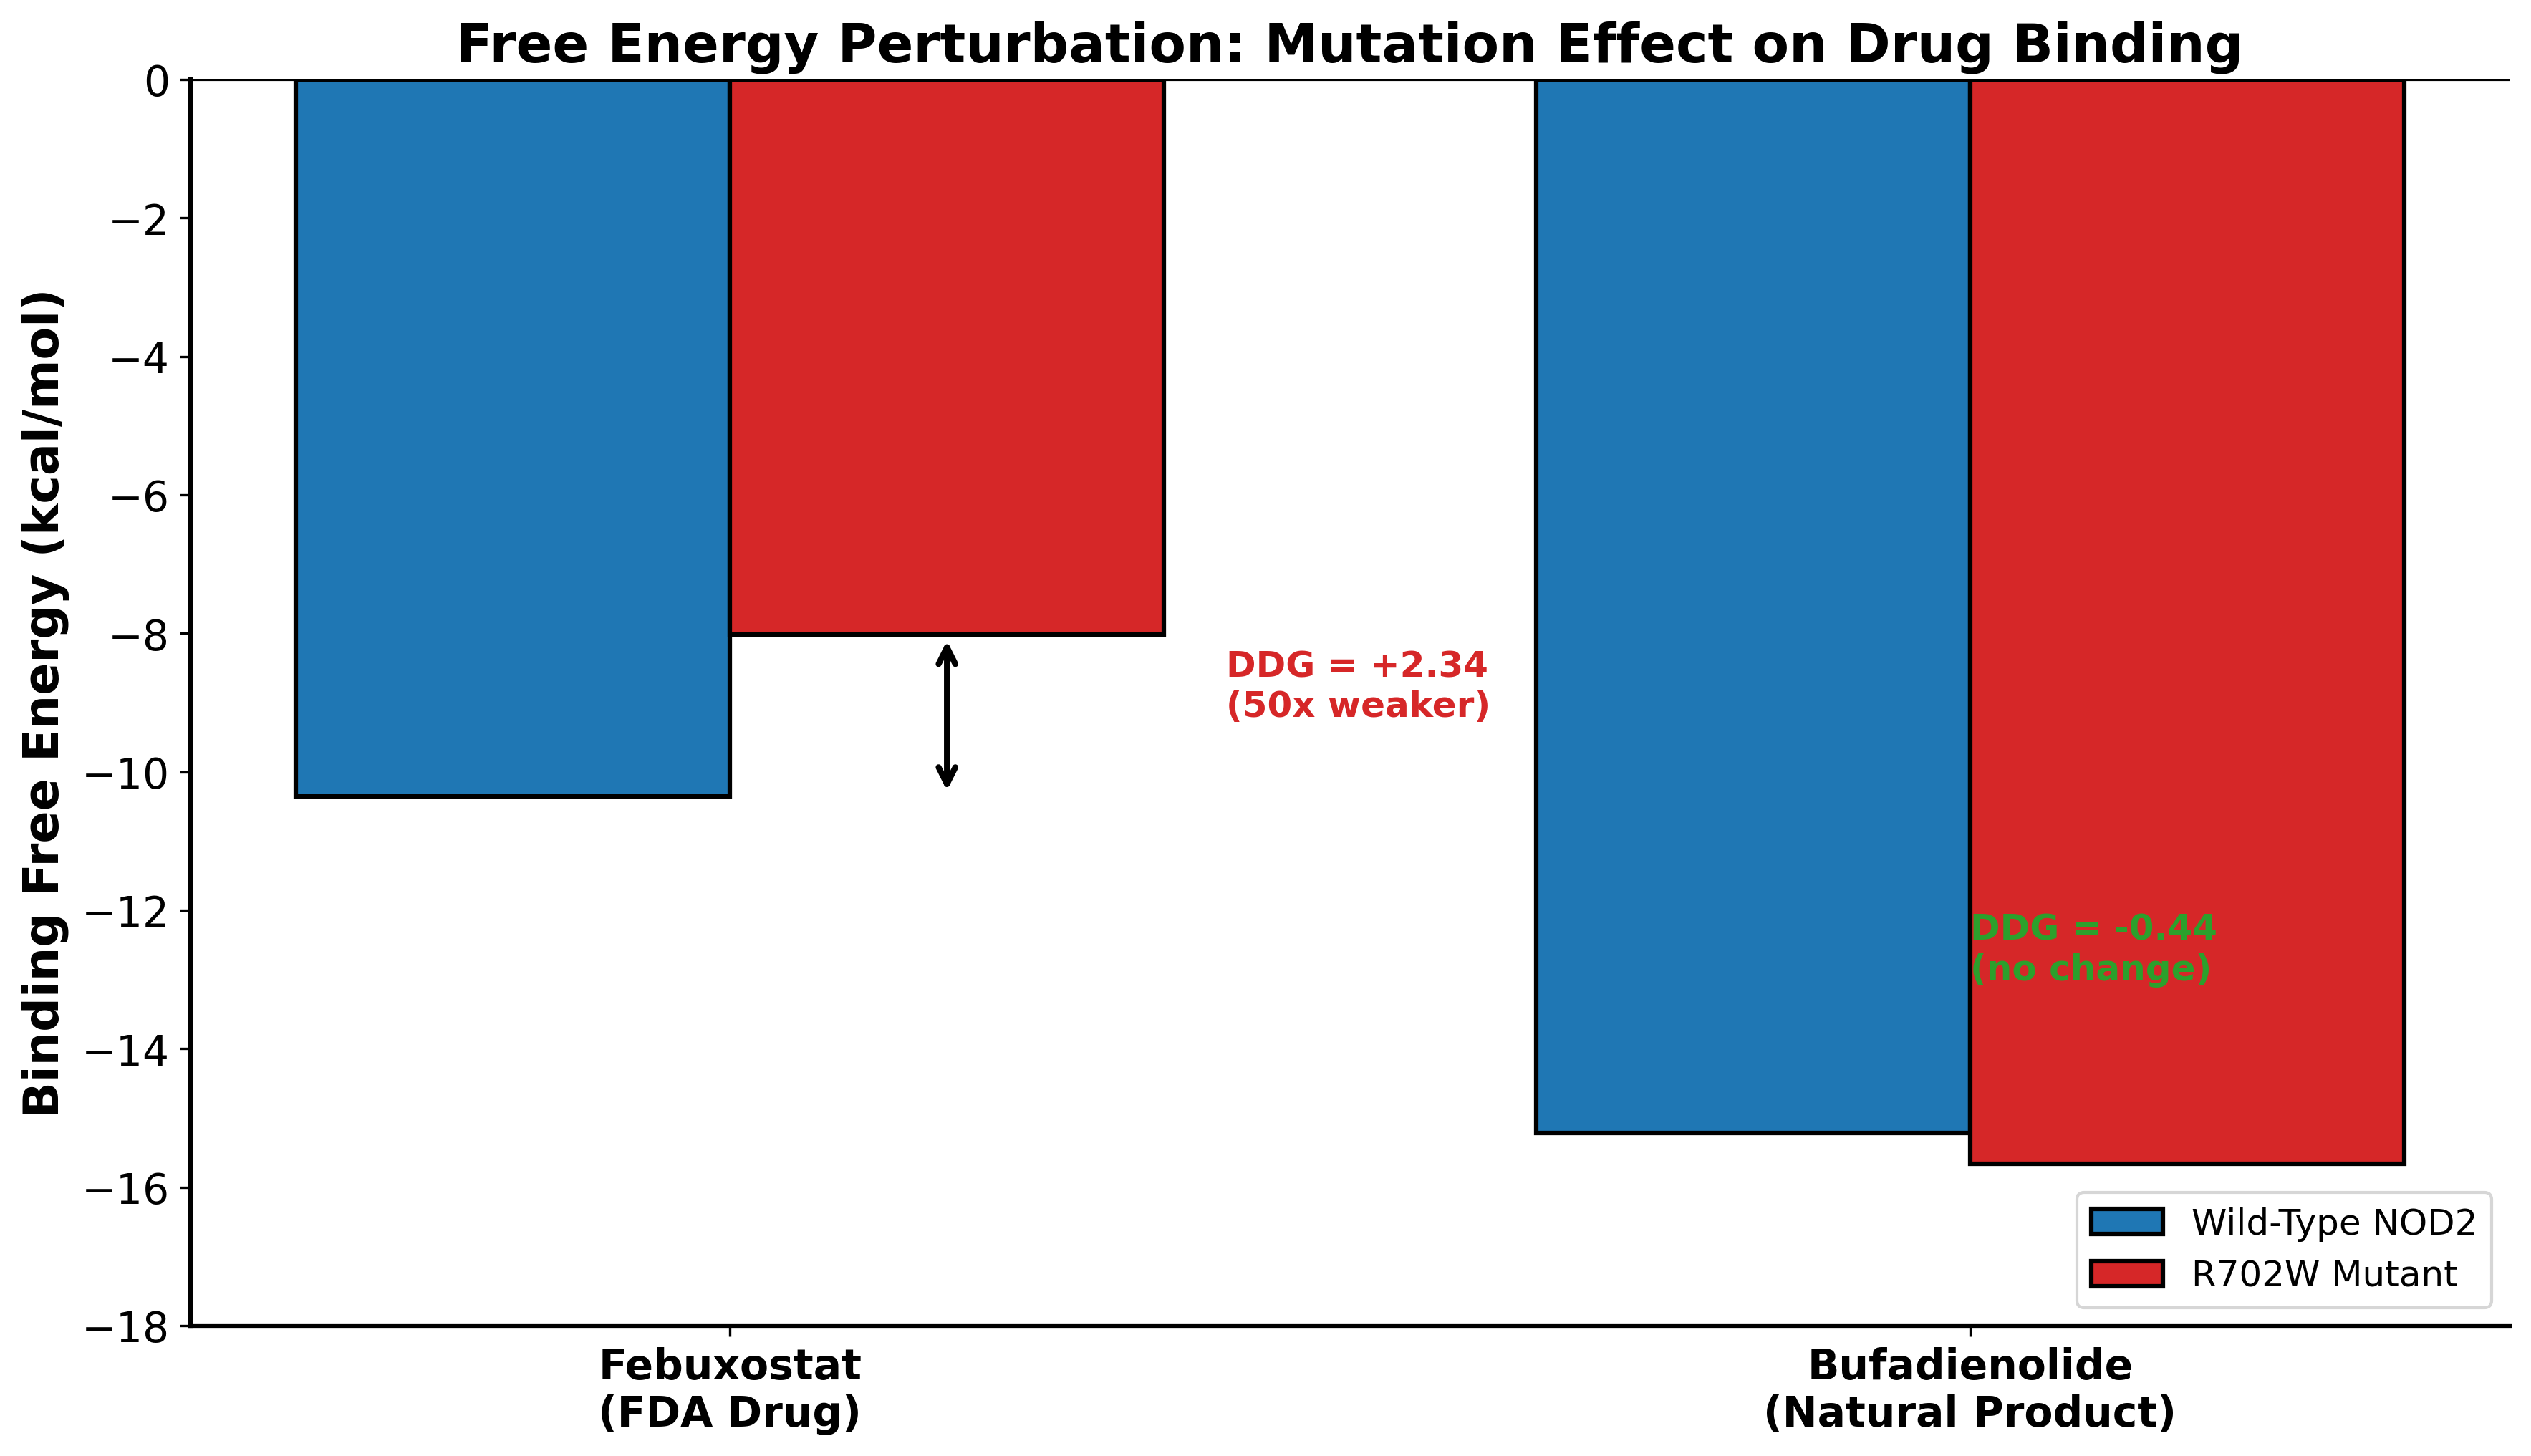 Free Energy Perturbation: Mutation Effect on Drug Binding
Binding Free Energy (kcal/mol)
0
−2
−4
−6
−8
−10
−12
−14
−16
−18
DDG = +2.34
(50x weaker)
DDG = -0.44
(no change)
Wild-Type NOD2
R702W Mutant
Febuxostat
(FDA Drug)
Bufadienolide
(Natural Product)